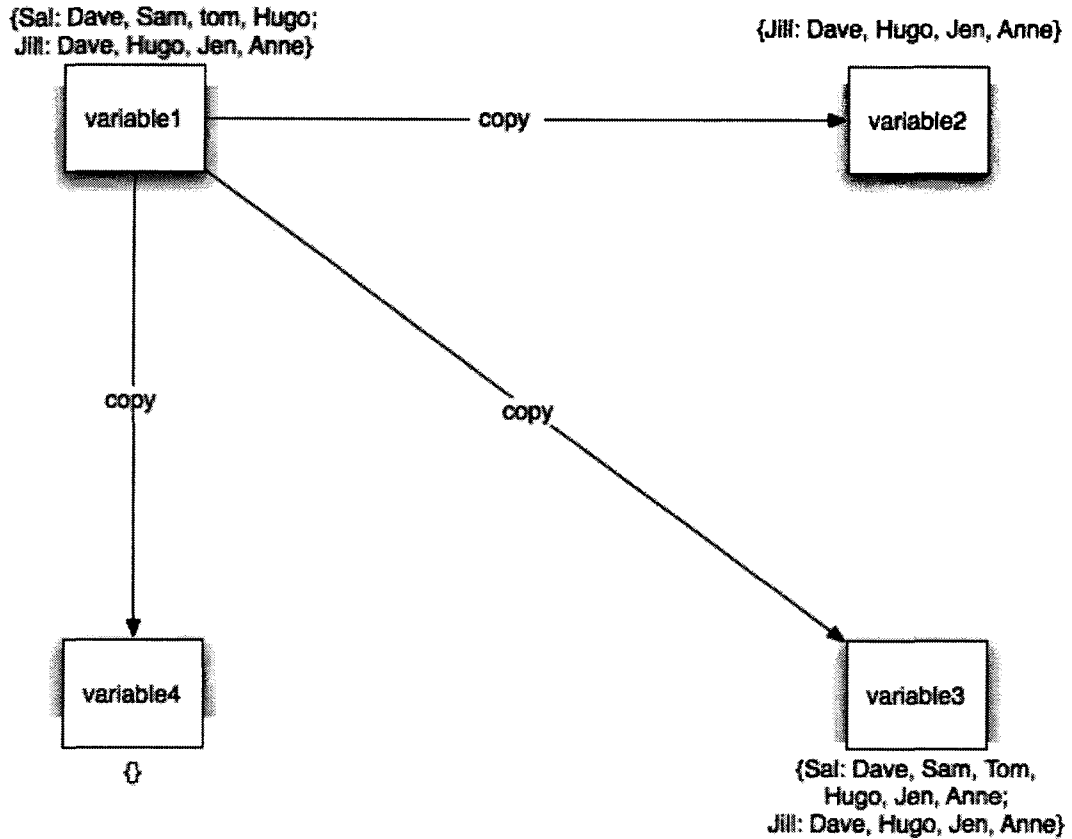 {Sal: Dave, Sam, tom, Hugo;
Jill: Dave, Hugo, Jen, Anne}
{Jill: Dave, Hugo, Jen, Anne}
variable1
copy
variable2
copy
copy
variable4
variable3
{}
{Sal: Dave, Sam, Tom,
Hugo, Jen, Anne;
Jill: Dave, Hugo, Jen, Anne}